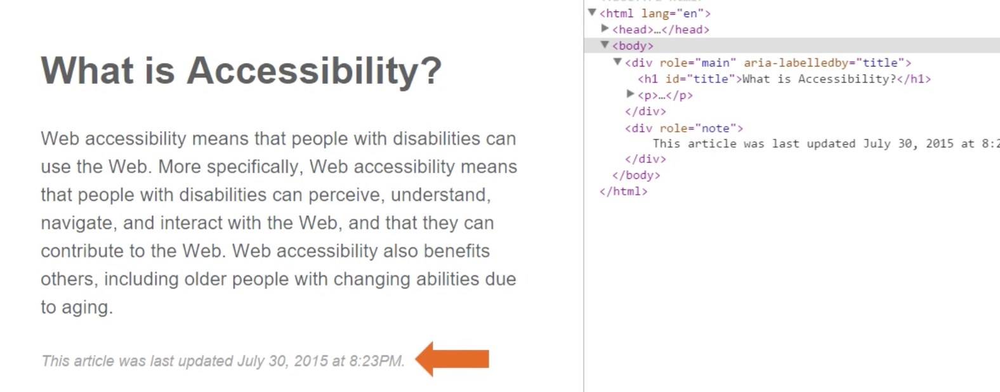 What is Accessibility?
Web accessibility means that people with disabilities can
use the Web. More specifically, Web accessibility means
that people with disabilities can perceive, understand,
navigate, and interact with the Web, and that they can
contribute to the Web. Web accessibility also benefits
others, including older people with changing abilities due
to aging.
This article was last updated July 30, 2015 at 8:23PM.
<html lang="en">
<head>…</head>
<body>
<div role="main" aria-labelledby="title">
<h1 id="title">What is Accessibility?</h1>
<p>…</p>
</div>
<div role="note">
This article was last updated July 30, 2015 at 8:2
</div>
</body>
</html>